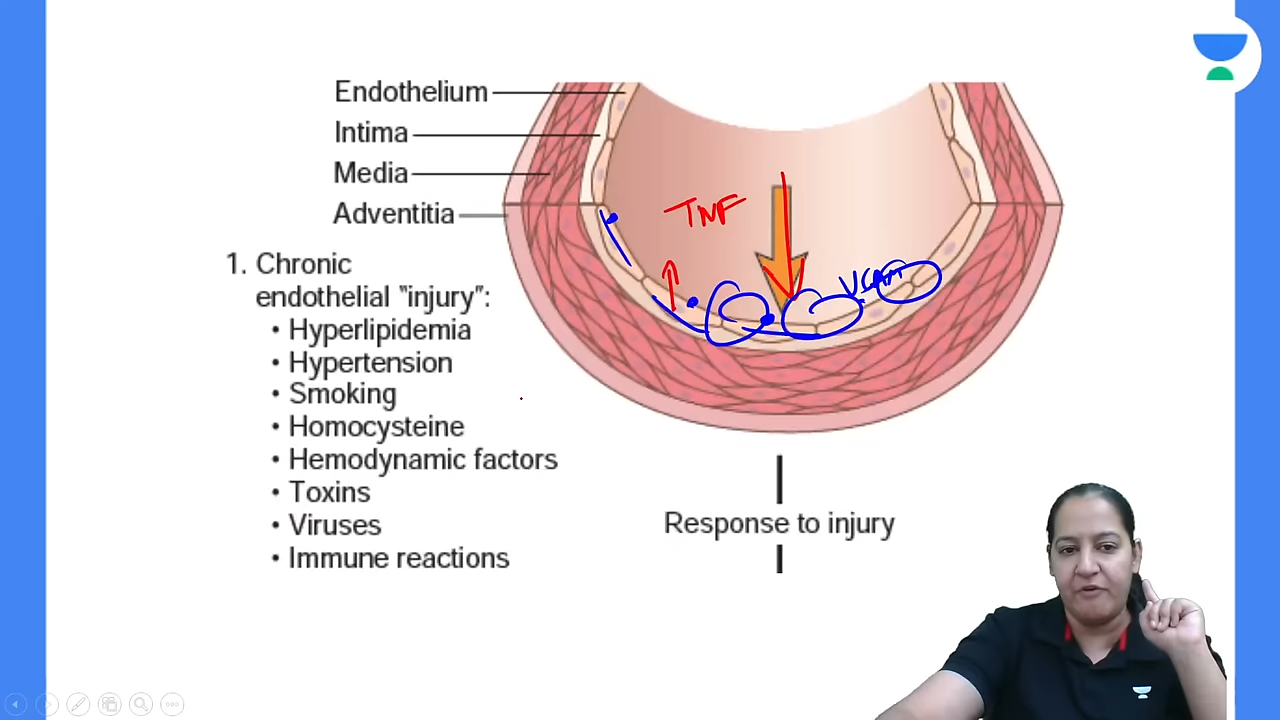 Endothelium
Intima
Media
Adventitia
TNF
VCAM
1. Chronic
endothelial "injury":
• Hyperlipidemia
• Hypertension
• Smoking
• Homocysteine
• Hemodynamic factors
• Toxins
• Viruses
• Immune reactions
Response to injury